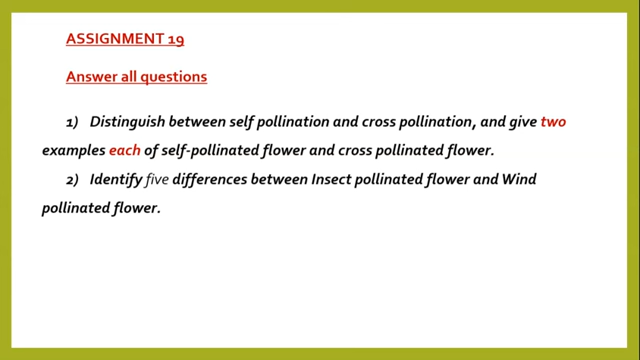 ASSIGNMENT 19
Answer all questions
1) Distinguish between self pollination and cross pollination, and give two
examples each of self-pollinated flower and cross pollinated flower.
2) Identify five differences between Insect pollinated flower and Wind
pollinated flower.